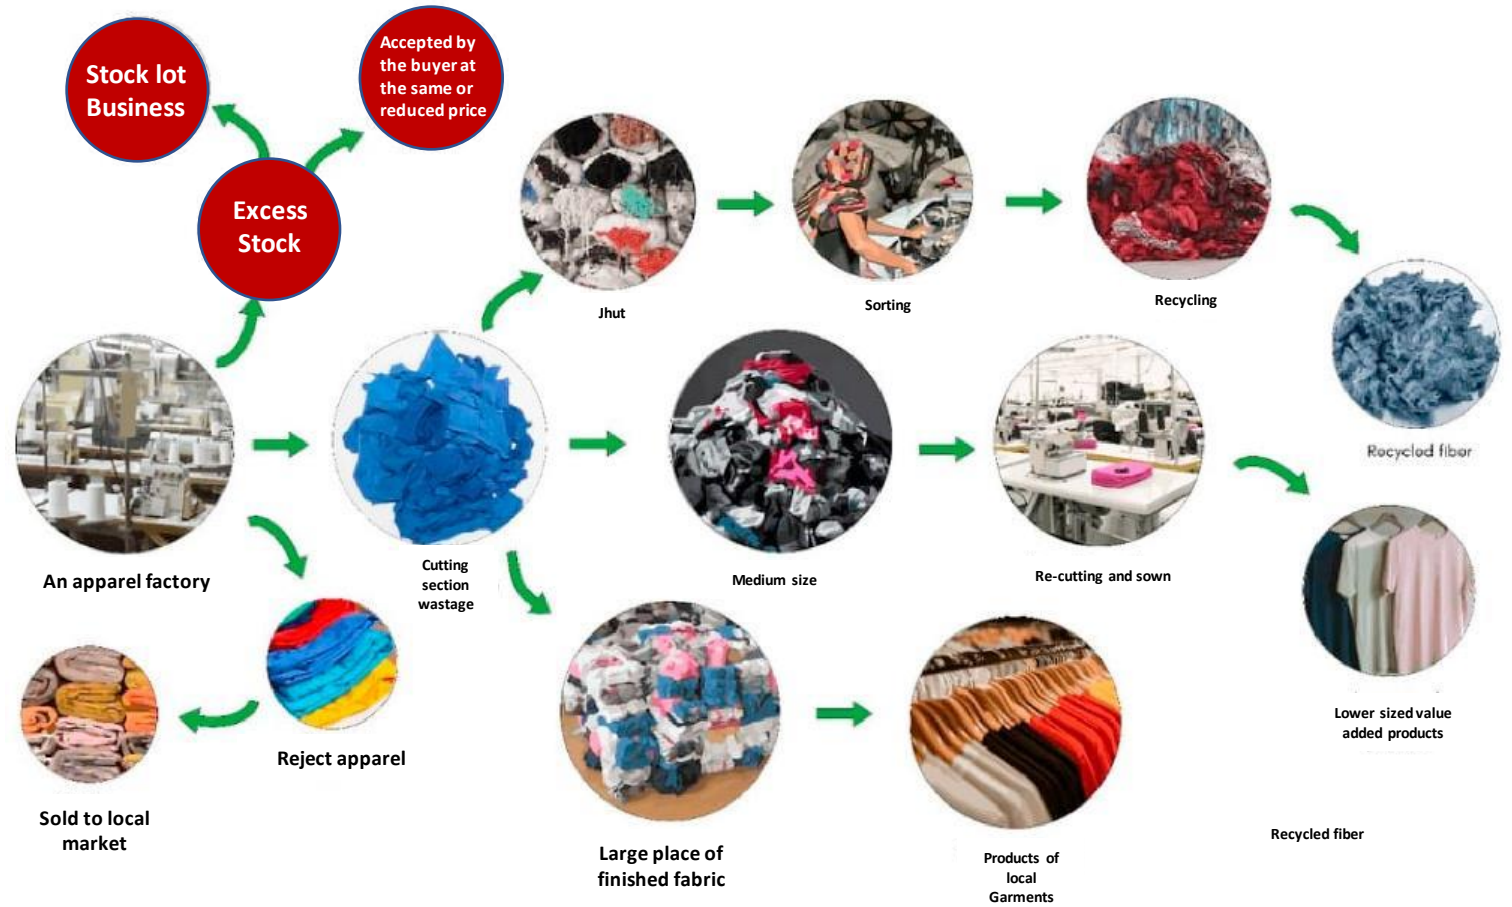 Stock lot
Business
Accepted by
the buyer at
the same or
reduced price
Excess
Stock
Jhut
Sorting
Recycling
Recycled fiber
An apparel factory
Cutting
section
wastage
Medium size
Re-cutting and sown
Lower sized value
added products
Reject apparel
Sold to local
market
Large place of
finished fabric
Products of
local
Garments
Recycled fiber